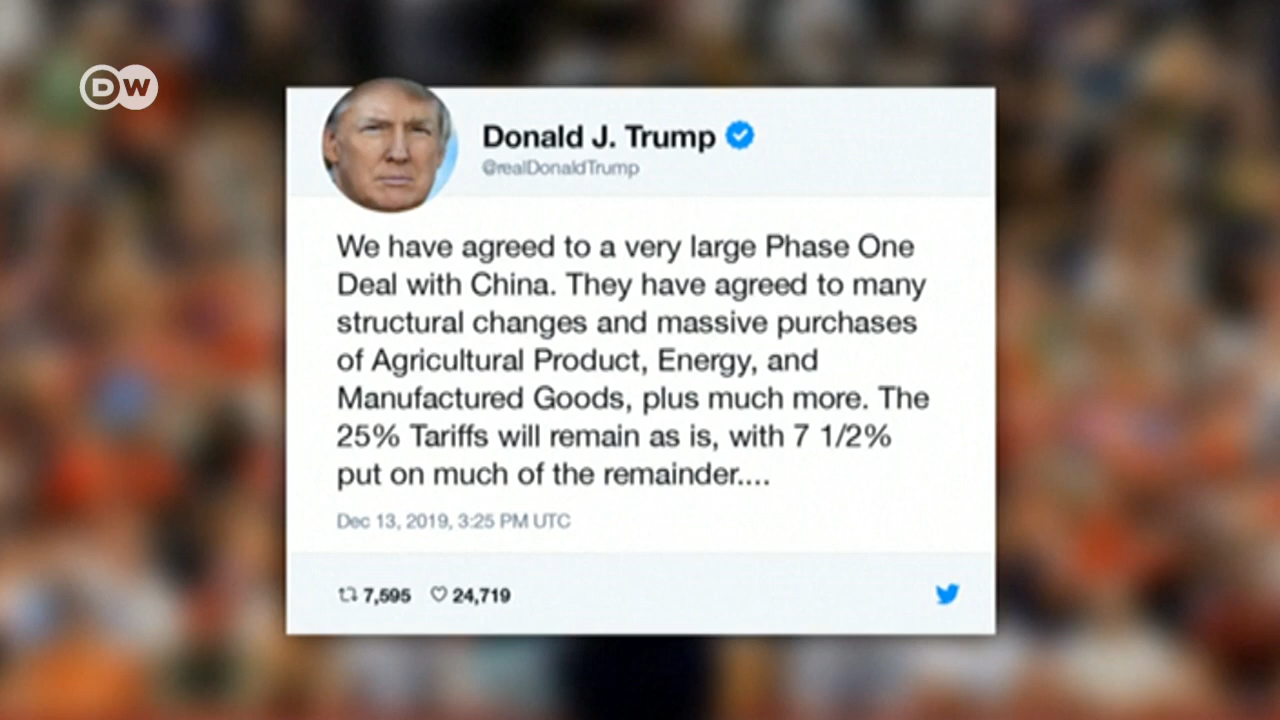 DW
Donald J. Trump
@realDonaldTrump
We have agreed to a very large Phase One
Deal with China. They have agreed to many
structural changes and massive purchases
of Agricultural Product, Energy, and
Manufactured Goods, plus much more. The
25% Tariffs will remain as is, with 7 1/2%
put on much of the remainder....
Dec 13, 2019, 3:25 PM UTC
7,595 24,719